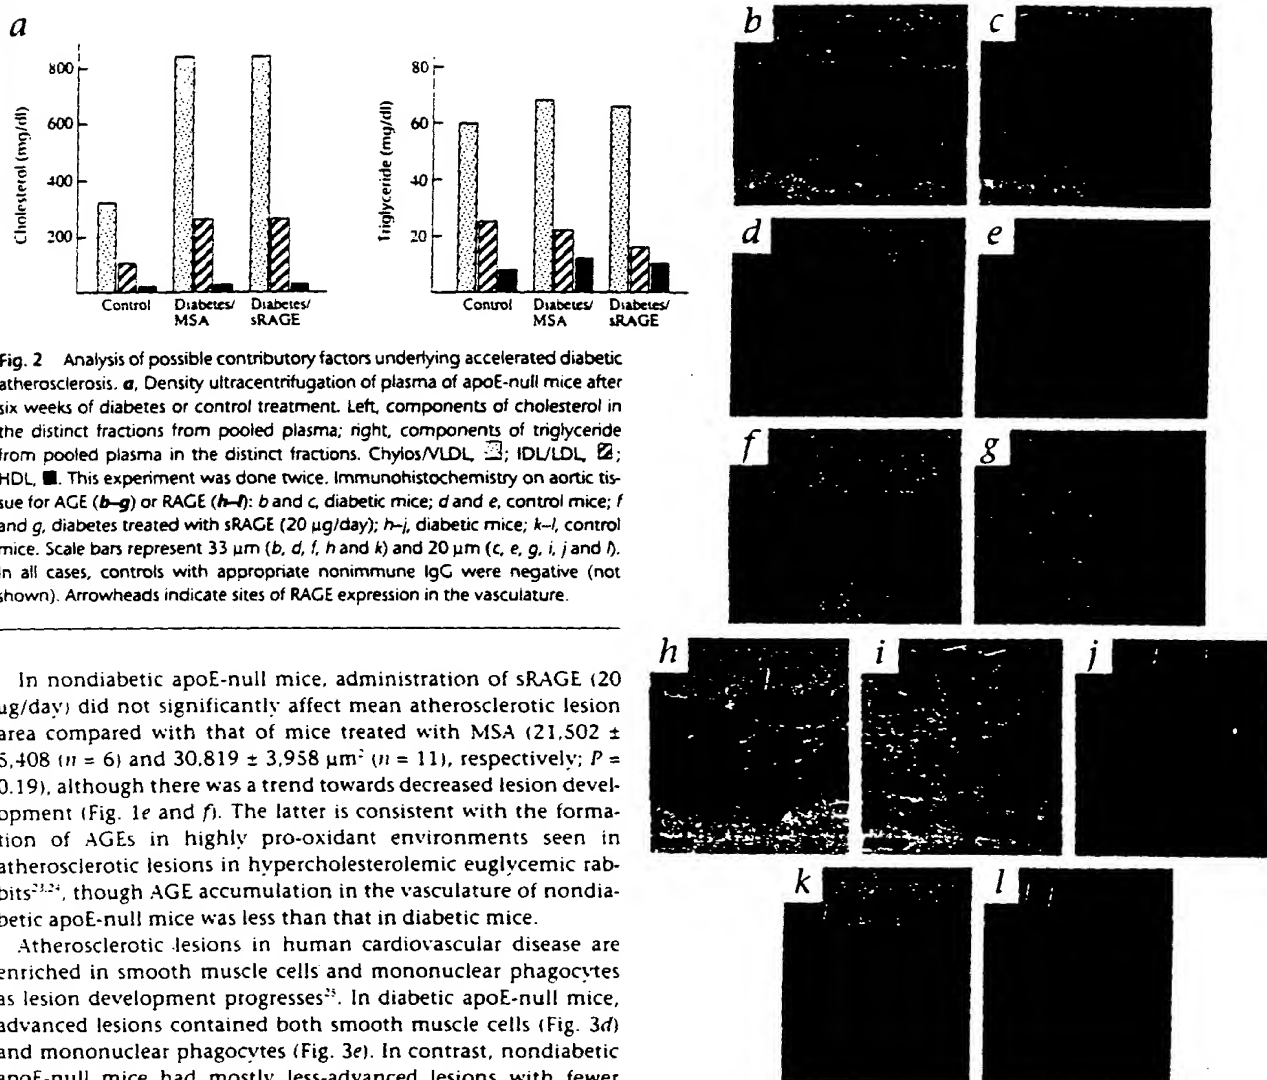 a
Cholesterol (mg/dl)
800
600
400
200
Control
Diabetes/
MSA
Diabetes/
sRAGE
Triglyceride (mg/dl)
80
60
40
20
Control
Diabetes/
MSA
Diabetes/
sRAGE
Fig. 2 Analysis of possible contributory factors underlying accelerated diabetic
atherosclerosis. a, Density ultracentrifugation of plasma of apoE-null mice after
six weeks of diabetes or control treatment. Left, components of cholesterol in
the distinct fractions from pooled plasma; right, components of triglyceride
from pooled plasma in the distinct fractions. Chylos/VLDL, ; IDL/LDL, ;
HDL, ■. This experiment was done twice. Immunohistochemistry on aortic tis-
sue for AGE (b–g) or RAGE (h–l): b and c, diabetic mice; d and e, control mice; f
and g, diabetes treated with sRAGE (20 µg/day); h–j, diabetic mice; k–l, control
mice. Scale bars represent 33 µm (b, d, f, h and k) and 20 µm (c, e, g, i, j and l).
In all cases, controls with appropriate nonimmune IgG were negative (not
shown). Arrowheads indicate sites of RAGE expression in the vasculature.
In nondiabetic apoE-null mice, administration of sRAGE (20
µg/day) did not significantly affect mean atherosclerotic lesion
area compared with that of mice treated with MSA (21,502 ±
5,408 (n = 6) and 30,819 ± 3,958 µm² (n = 11), respectively; P =
0.19), although there was a trend towards decreased lesion devel-
opment (Fig. 1e and f). The latter is consistent with the forma-
tion of AGEs in highly pro-oxidant environments seen in
atherosclerotic lesions in hypercholesterolemic euglycemic rab-
bits²³,²⁴, though AGE accumulation in the vasculature of nondia-
betic apoE-null mice was less than that in diabetic mice.
Atherosclerotic lesions in human cardiovascular disease are
enriched in smooth muscle cells and mononuclear phagocytes
as lesion development progresses²⁵. In diabetic apoE-null mice,
advanced lesions contained both smooth muscle cells (Fig. 3d)
and mononuclear phagocytes (Fig. 3e). In contrast, nondiabetic
apoE-null mice had mostly less-advanced lesions with fewer
b
c
d
e
f
g
h
i
j
k
l